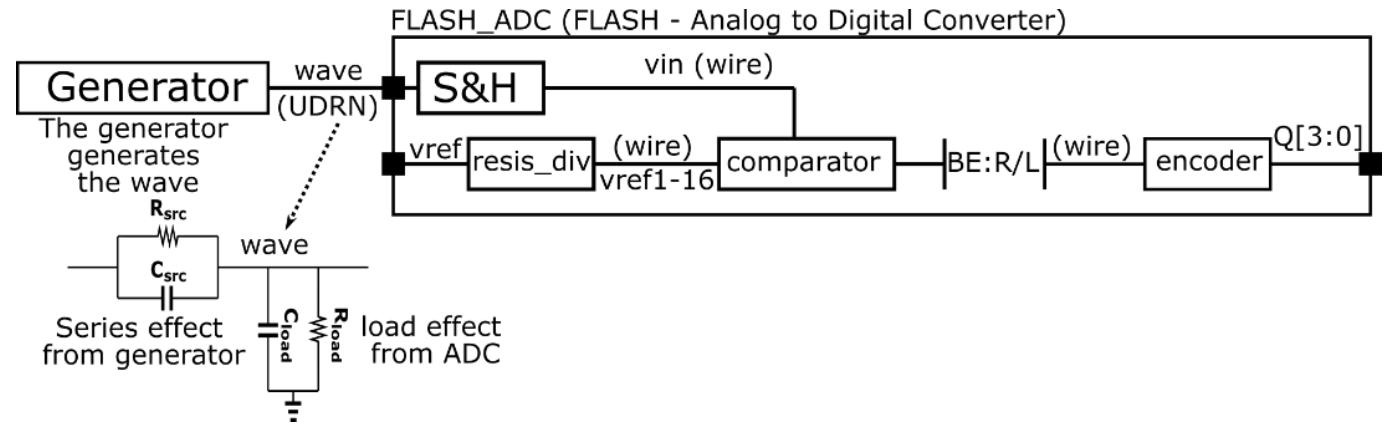 FLASH_ADC (FLASH - Analog to Digital Converter)
Generator
wave
(UDRN)
S&H
vin (wire)
The generator
generates
the wave
vref
resis_div
(wire)
vref1-16
comparator
BE:R/L
(wire)
encoder
Q[3:0]
Rsrc
Csrc
wave
Series effect
from generator
Cload
Rload
load effect
from ADC